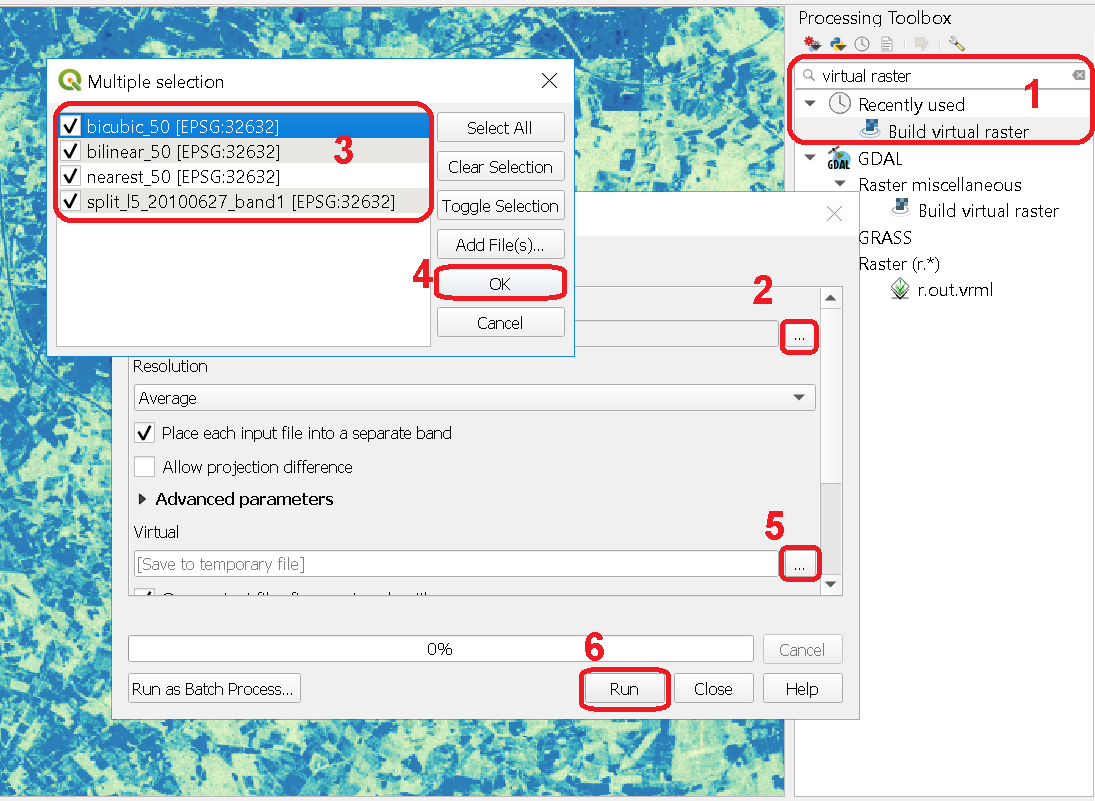 Processing Toolbox
virtual raster
1
Recently used
Build virtual raster
GDAL
GDAL
Raster miscellaneous
Build virtual raster
GRASS
Raster (r.*)
r.out.vrml
Multiple selection
bicubic_50 [EPSG:32632]
bilinear_50 [EPSG:32632]
nearest_50 [EPSG:32632]
split_l5_20100627_band1 [EPSG:32632]
3
Select All
Clear Selection
Toggle Selection
Add File(s)...
4
OK
Cancel
2
...
Resolution
Average
Place each input file into a separate band
Allow projection difference
Advanced parameters
Virtual
5
[Save to temporary file]
...
0%
Cancel
6
Run as Batch Process...
Run
Close
Help